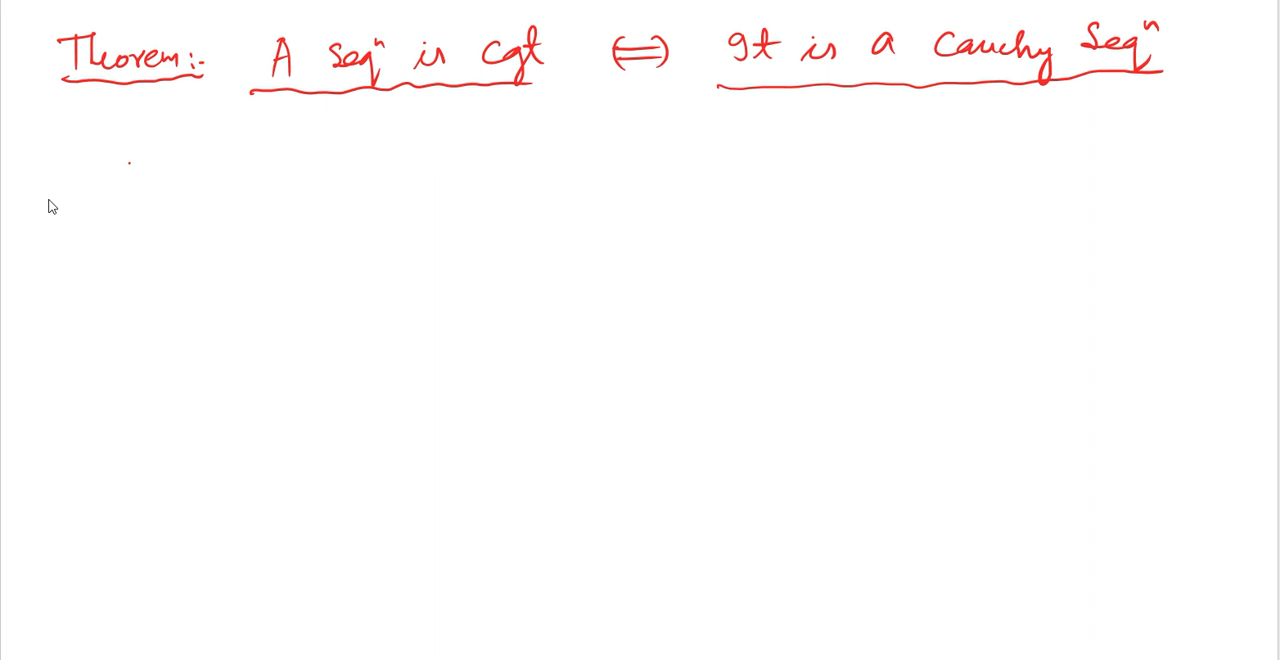 Theorem:- A seqⁿ is cgt ⟺ It is a Cauchy Seqⁿ